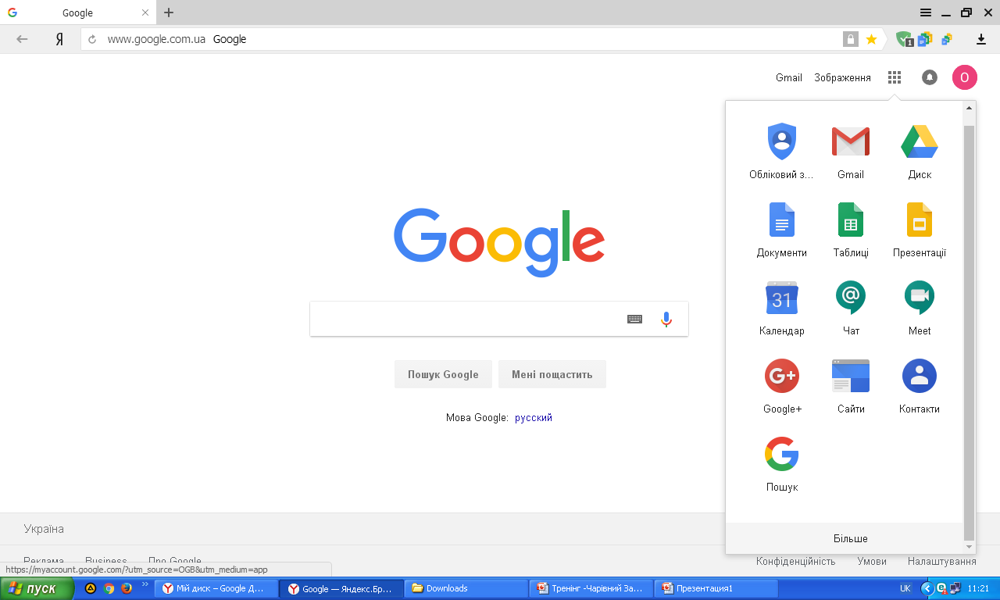 Google
Я
www.google.com.ua Google
1
Gmail Зображення
O
Обліковий з... Gmail Диск
Документи Таблиці Презентації
31
Календар Чат Meet
G+
Google+ Сайти Контакти
Пошук
Більше
Google
Пошук Google Мені пощастить
Мова Google: русский
Україна
Реклама Business Про Google Конфіденційність Умови Налаштування
https://myaccount.google.com/?utm_source=OGB&utm_medium=app
пуск
Мій диск – Google Д...
Google — Яндекс.Бр...
Downloads
Тренінг -Чарівний За...
Презентация1
UK
11:21